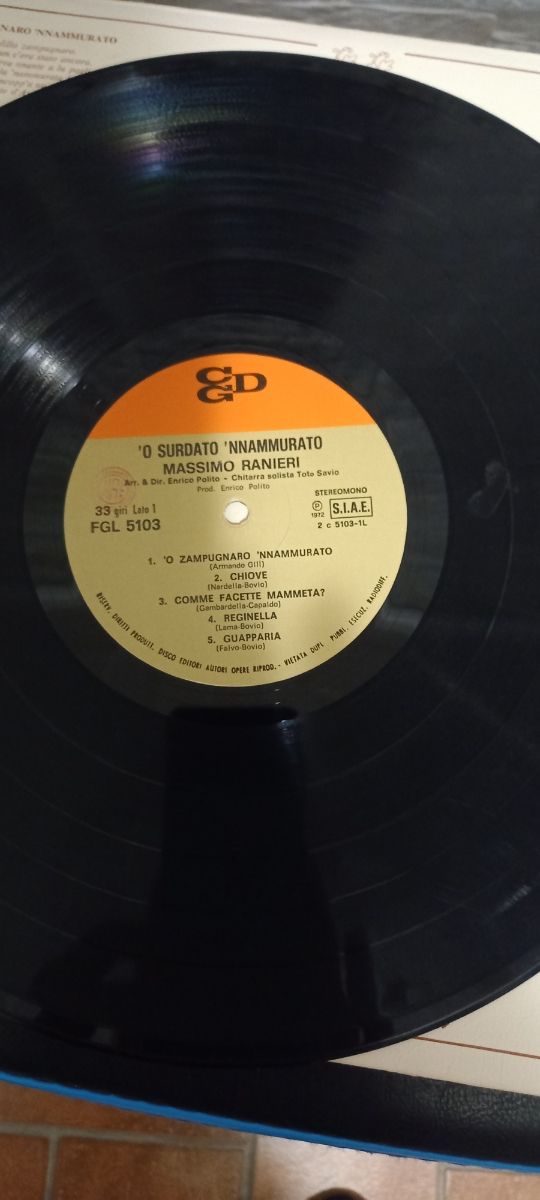 'NNAMMURATO
CGD
'O SURDATO 'NNAMMURATO
MASSIMO RANIERI
Arr. & Dir. Enrico Polito - Chitarra solista Totò Savio
Prod. Enrico Polito
33 giri Lato 1
FGL 5103
STEREOMONO
℗ 1972
S.I.A.E.
2 c 5103-1L
1. 'O ZAMPUGNARO 'NNAMMURATO
(Armando Gill)
2. CHIOVE
(Nardella-Bovio)
3. COMME FACETTE MAMMETA?
(Gambardella-Capaldo)
4. REGINELLA
(Lama-Bovio)
5. GUAPPARIA
(Falvo-Bovio)
RISERV. DIRITTI PRODUTT. DISCO EDITORI AUTORI OPERE RIPROD. - VIETATA DUPL. PUBBL. ESECUZ. RADIODIFF.